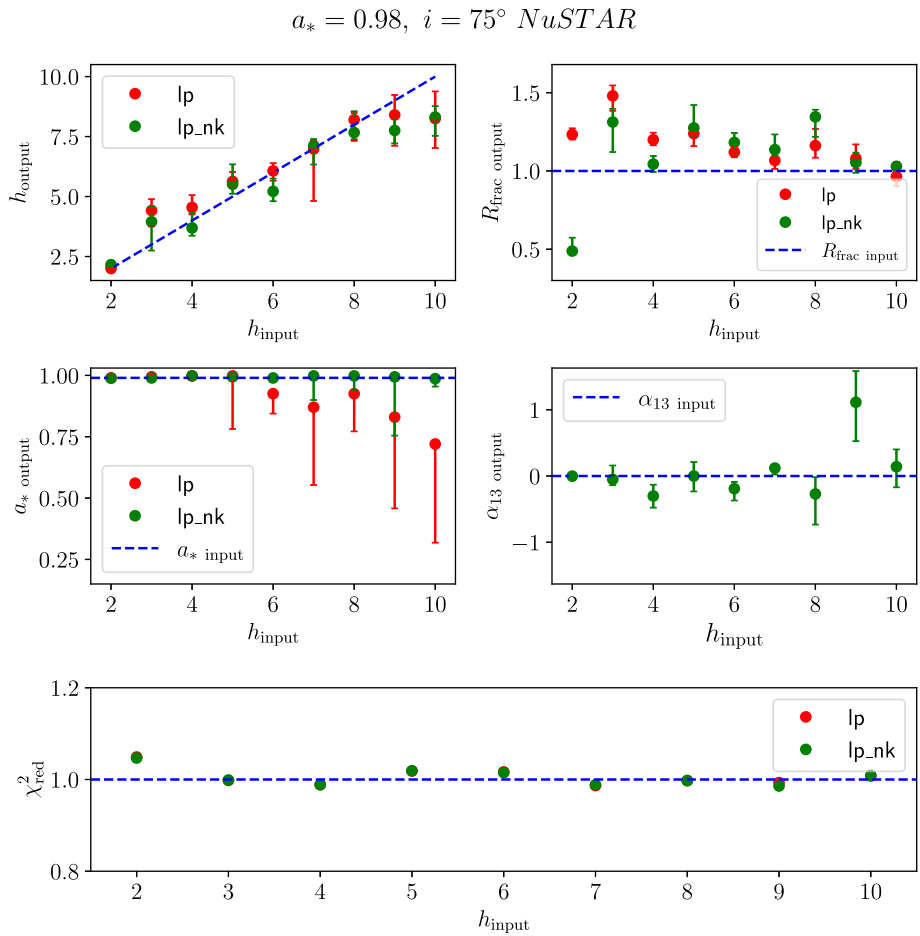 a∗ = 0.98, i = 75° NuSTAR
10.0
7.5
5.0
2.5
h_output
lp
lp_nk
2 4 6 8 10
h_input
1.5
1.0
0.5
R_frac output
lp
lp_nk
R_frac input
2 4 6 8 10
h_input
1.00
0.75
0.50
0.25
a∗ output
lp
lp_nk
a∗ input
2 4 6 8 10
h_input
1
0
−1
α13 output
α13 input
2 4 6 8 10
h_input
1.2
1.0
0.8
χ²_red
lp
lp_nk
2 3 4 5 6 7 8 9 10
h_input